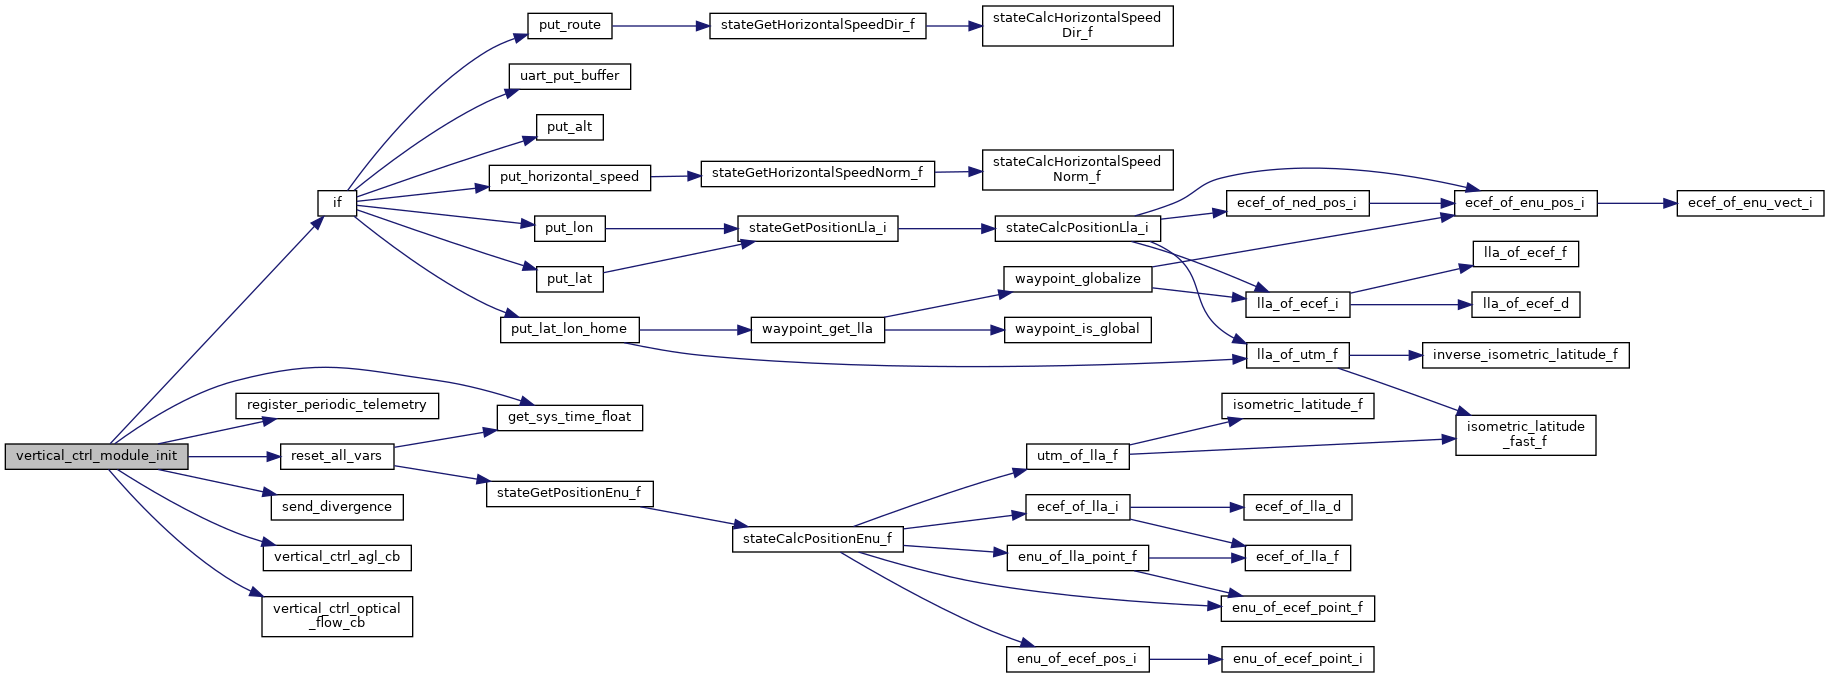 put_route
stateGetHorizontalSpeedDir_f
stateCalcHorizontalSpeed
Dir_f
uart_put_buffer
put_alt
put_horizontal_speed
stateGetHorizontalSpeedNorm_f
stateCalcHorizontalSpeed
Norm_f
if
put_lon
stateGetPositionLla_i
stateCalcPositionLla_i
ecef_of_ned_pos_i
ecef_of_enu_pos_i
ecef_of_enu_vect_i
put_lat
waypoint_globalize
lla_of_ecef_i
lla_of_ecef_f
lla_of_ecef_d
put_lat_lon_home
waypoint_get_lla
waypoint_is_global
lla_of_utm_f
inverse_isometric_latitude_f
register_periodic_telemetry
get_sys_time_float
isometric_latitude_f
isometric_latitude
_fast_f
vertical_ctrl_module_init
reset_all_vars
utm_of_lla_f
stateGetPositionEnu_f
send_divergence
ecef_of_lla_i
ecef_of_lla_d
stateCalcPositionEnu_f
vertical_ctrl_agl_cb
enu_of_lla_point_f
ecef_of_lla_f
vertical_ctrl_optical
_flow_cb
enu_of_ecef_point_f
enu_of_ecef_pos_i
enu_of_ecef_point_i